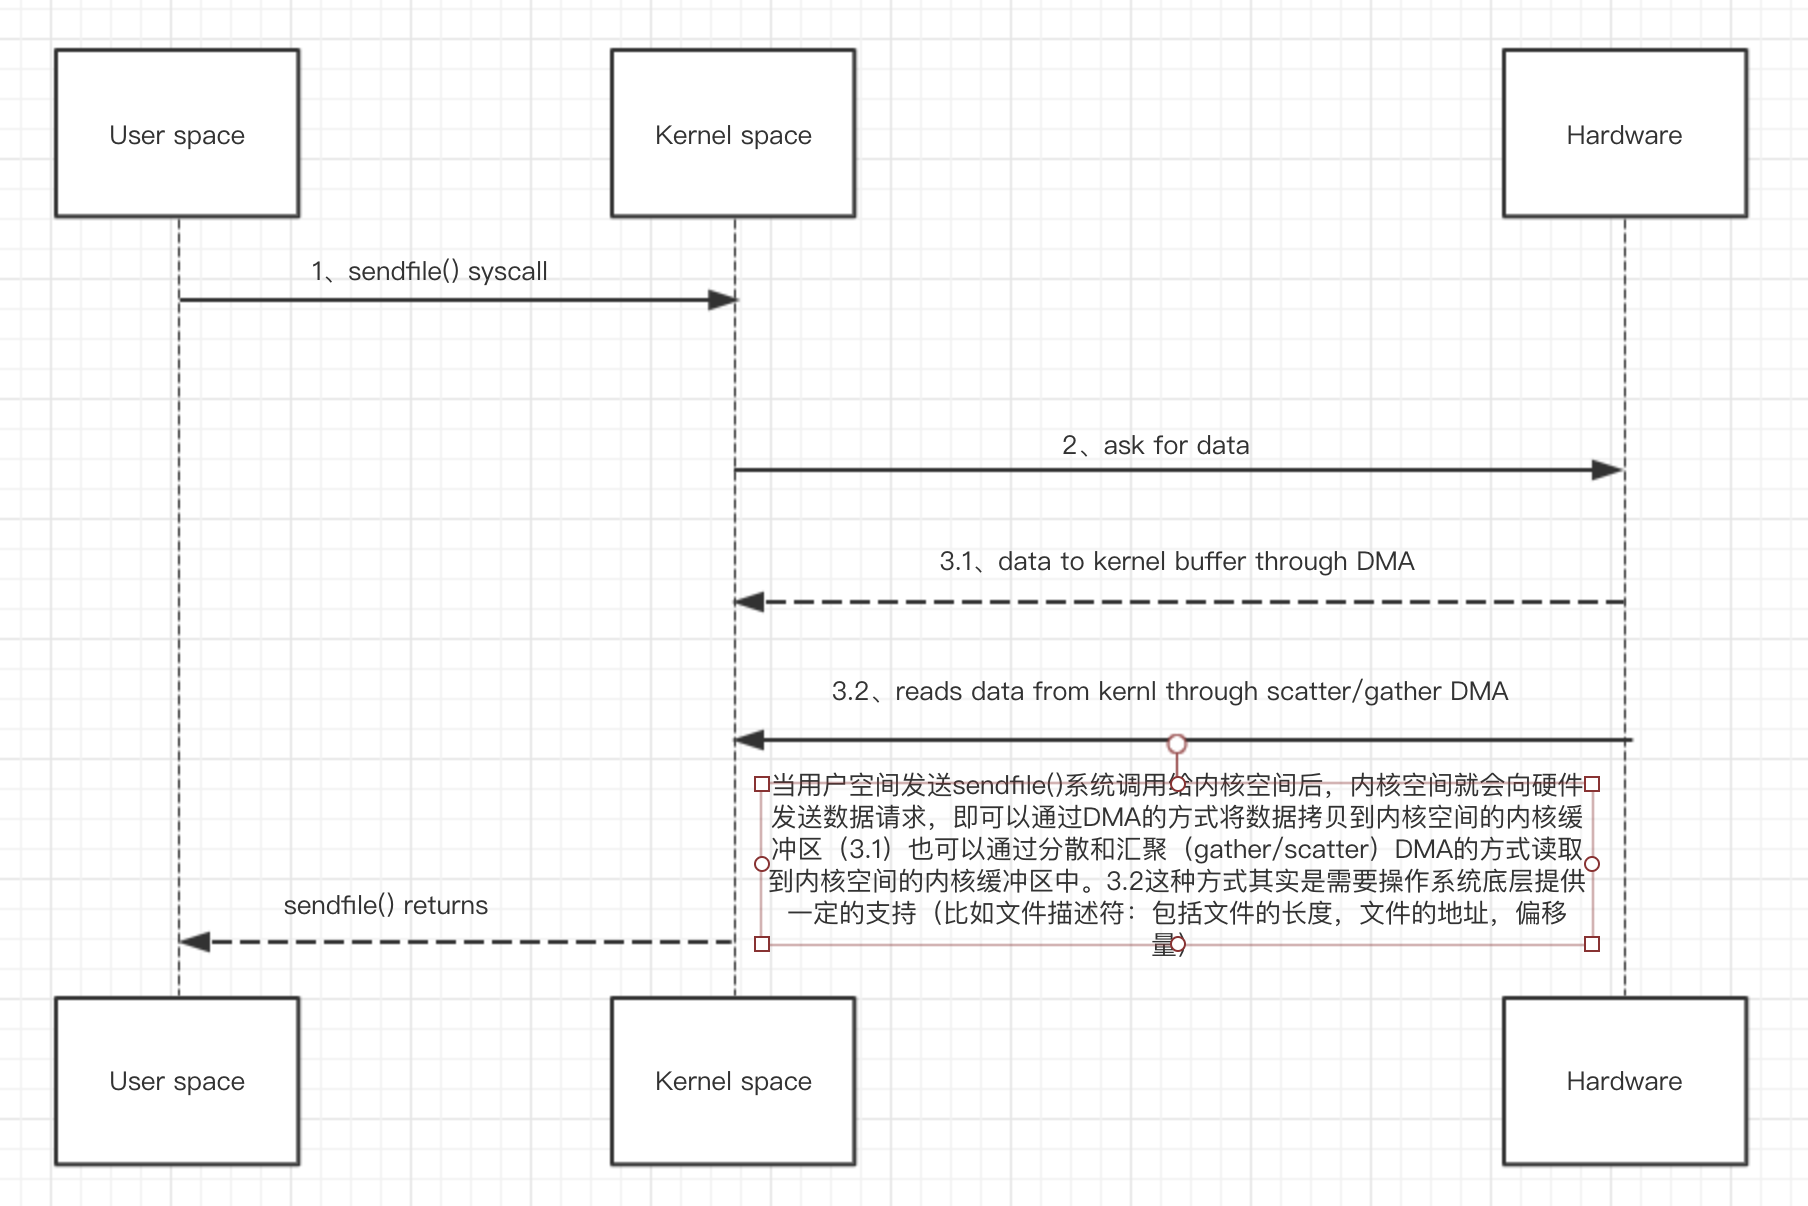 User space
Kernel space
Hardware
1、sendfile() syscall
2、ask for data
3.1、data to kernel buffer through DMA
3.2、reads data from kernl through scatter/gather DMA
当用户空间发送sendfile()系统调用给内核空间后，内核空间就会向硬件
发送数据请求，即可以通过DMA的方式将数据拷贝到内核空间的内核缓
冲区（3.1）也可以通过分散和汇聚（gather/scatter）DMA的方式读取
到内核空间的内核缓冲区中。3.2这种方式其实是需要操作系统底层提供
一定的支持（比如文件描述符：包括文件的长度，文件的地址，偏移
量）
sendfile() returns
User space
Kernel space
Hardware